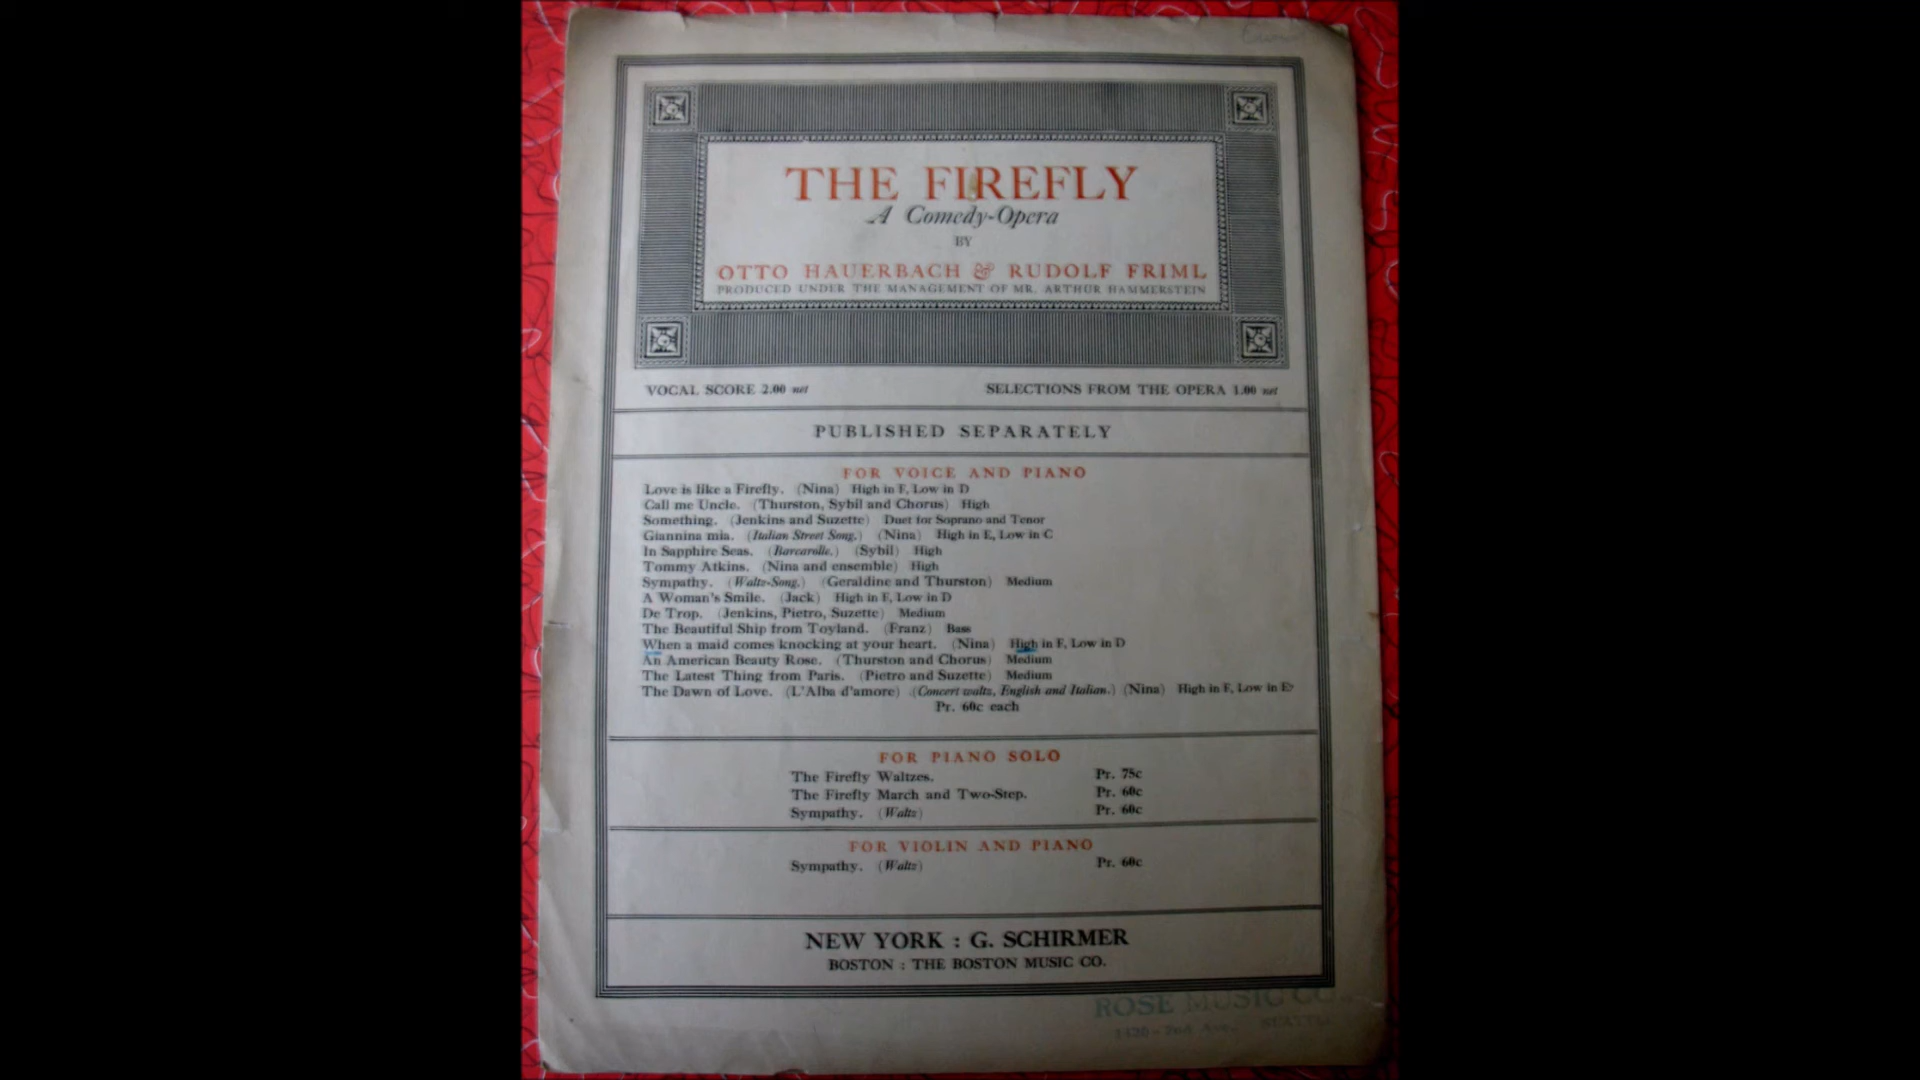 THE FIREFLY
A Comedy-Opera
BY
OTTO HAUERBACH & RUDOLF FRIML
PRODUCED UNDER THE MANAGEMENT OF MR. ARTHUR HAMMERSTEIN
VOCAL SCORE 2.00 net SELECTIONS FROM THE OPERA 1.00 net
PUBLISHED SEPARATELY
FOR VOICE AND PIANO
Love is like a Firefly. (Nina) High in F, Low in D
Call me Uncle. (Thurston, Sybil and Chorus) High
Something. (Jenkins and Suzette) Duet for Soprano and Tenor
Giannina mia. (Italian Street Song.) (Nina) High in E, Low in C
In Sapphire Seas. (Barcarolle.) (Sybil) High
Tommy Atkins. (Nina and ensemble) High
Sympathy. (Waltz-Song.) (Geraldine and Thurston) Medium
A Woman's Smile. (Jack) High in F, Low in D
De Trop. (Jenkins, Pietro, Suzette) Medium
The Beautiful Ship from Toyland. (Franz) Bass
When a maid comes knocking at your heart. (Nina) High in F, Low in D
An American Beauty Rose. (Thurston and Chorus) Medium
The Latest Thing from Paris. (Pietro and Suzette) Medium
The Dawn of Love. (L'Alba d'amore) (Concert waltz, English and Italian.) (Nina) High in F, Low in E♭
Pr. 60c each
FOR PIANO SOLO
The Firefly Waltzes. Pr. 75c
The Firefly March and Two-Step. Pr. 60c
Sympathy. (Waltz) Pr. 60c
FOR VIOLIN AND PIANO
Sympathy. (Waltz) Pr. 60c
NEW YORK : G. SCHIRMER
BOSTON : THE BOSTON MUSIC CO.
ROSE MUSIC CO.
2nd Ave.